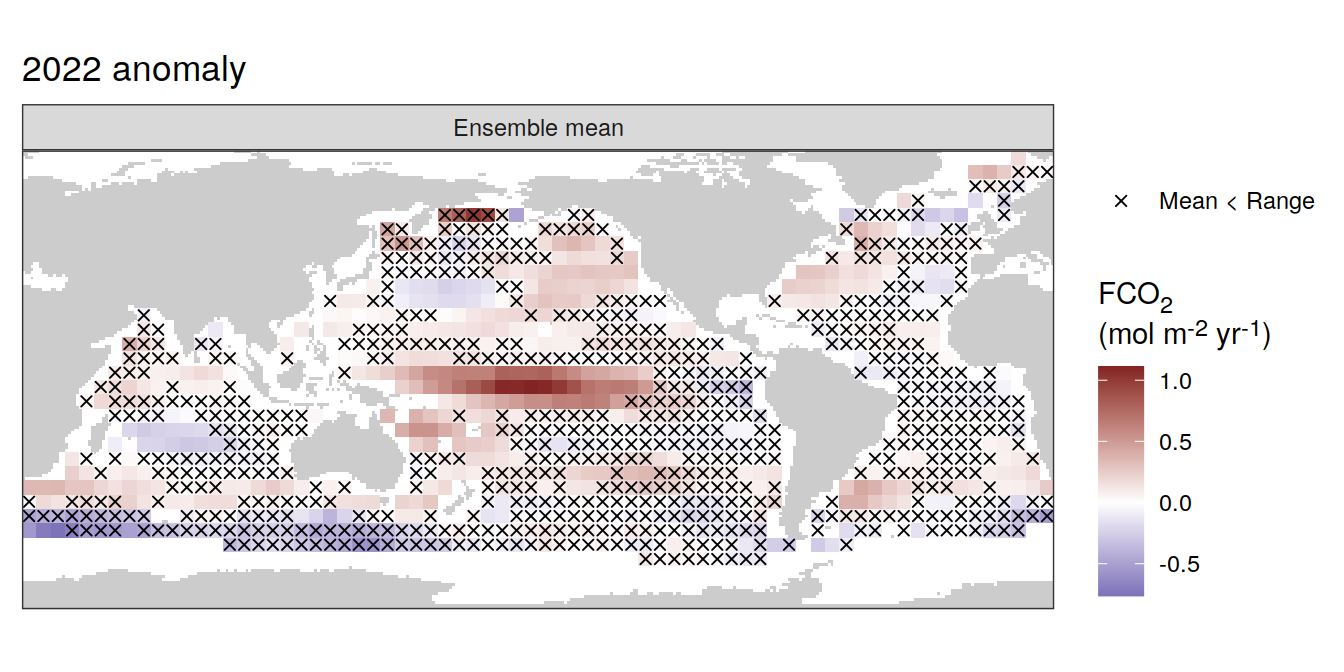 2022 anomaly
Ensemble mean
× Mean < Range
FCO₂
(mol m⁻² yr⁻¹)
1.0
0.5
0.0
-0.5